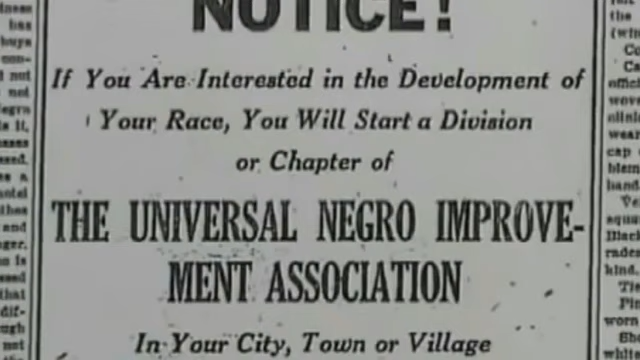 NOTICE!
If You Are Interested in the Development of
Your Race, You Will Start a Division
or Chapter of
THE UNIVERSAL NEGRO IMPROVE-
MENT ASSOCIATION
In Your City, Town or Village